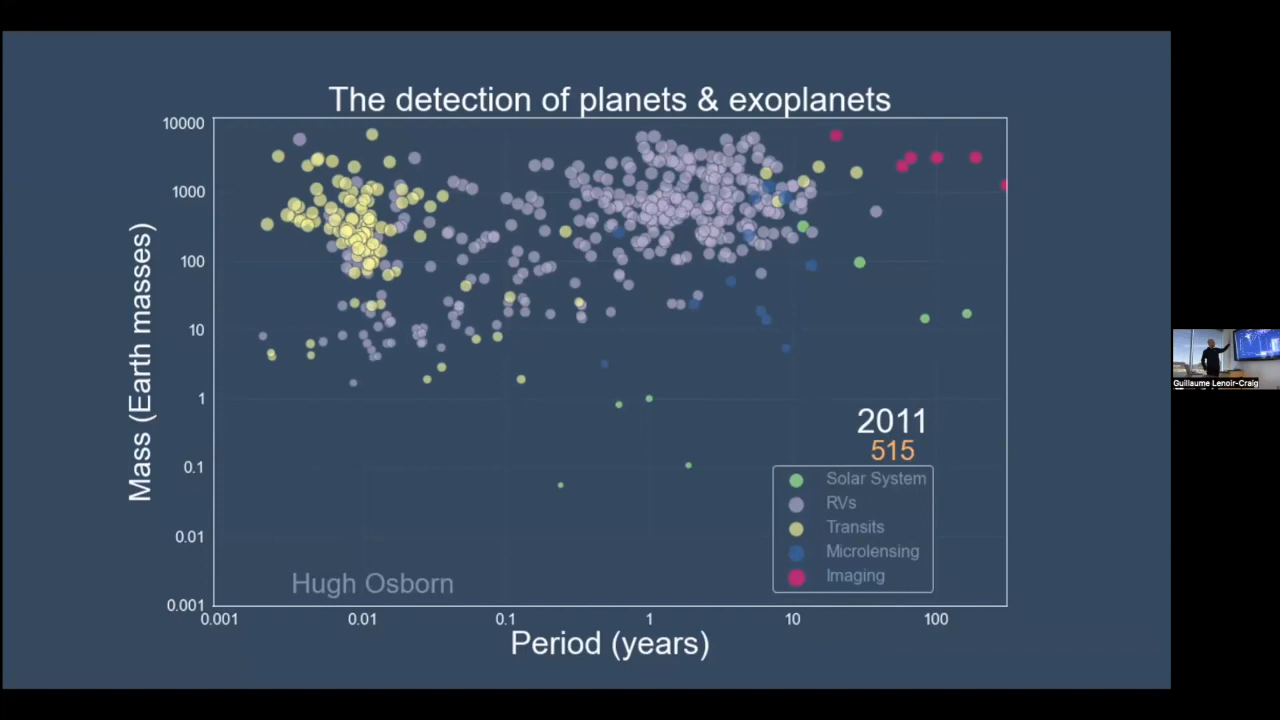 The detection of planets & exoplanets
10000
1000
100
10
1
0.1
0.01
0.001
Mass (Earth masses)
2011
515
Solar System
RVs
Transits
Microlensing
Imaging
Hugh Osborn
0.001 0.01 0.1 1 10 100
Period (years)
Guillaume Lenoir-Craig